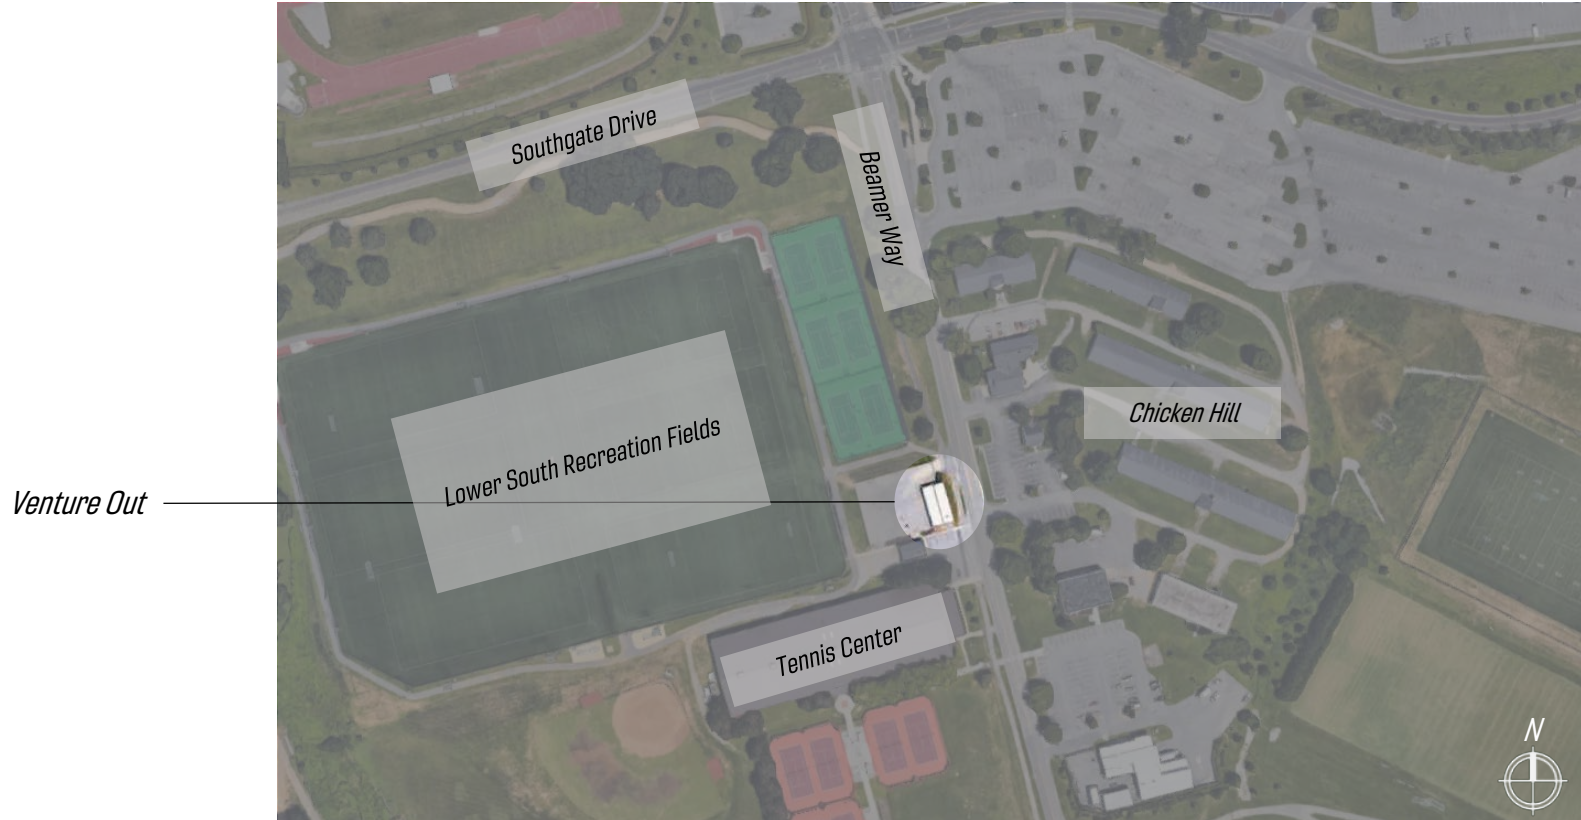 Southgate Drive
Beamer Way
Chicken Hill
Lower South Recreation Fields
Venture Out
Tennis Center
N